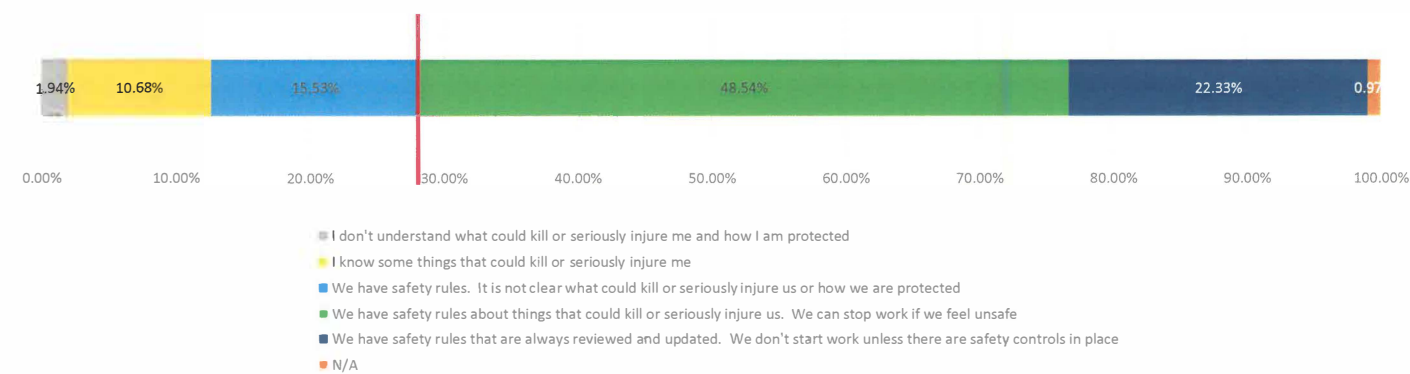 1.94% 10.68% 15.53% 48.54% 22.33% 0.97
0.00% 10.00% 20.00% 30.00% 40.00% 50.00% 60.00% 70.00% 80.00% 90.00% 100.00%
I don't understand what could kill or seriously injure me and how I am protected
I know some things that could kill or seriously injure me
We have safety rules. It is not clear what could kill or seriously injure us or how we are protected
We have safety rules about things that could kill or seriously injure us. We can stop work if we feel unsafe
We have safety rules that are always reviewed and updated. We don't start work unless there are safety controls in place
N/A